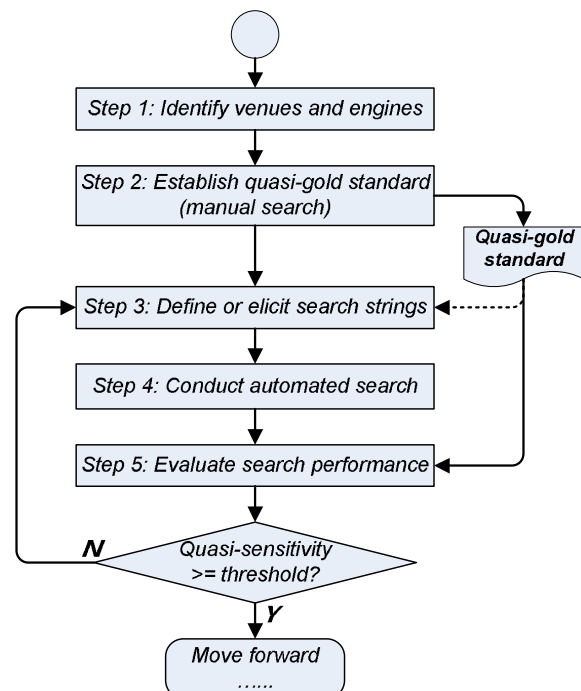 Step 1: Identify venues and engines
Step 2: Establish quasi-gold standard
(manual search)
Quasi-gold
standard
Step 3: Define or elicit search strings
Step 4: Conduct automated search
Step 5: Evaluate search performance
Quasi-sensitivity
>= threshold?
N
Y
Move forward
......